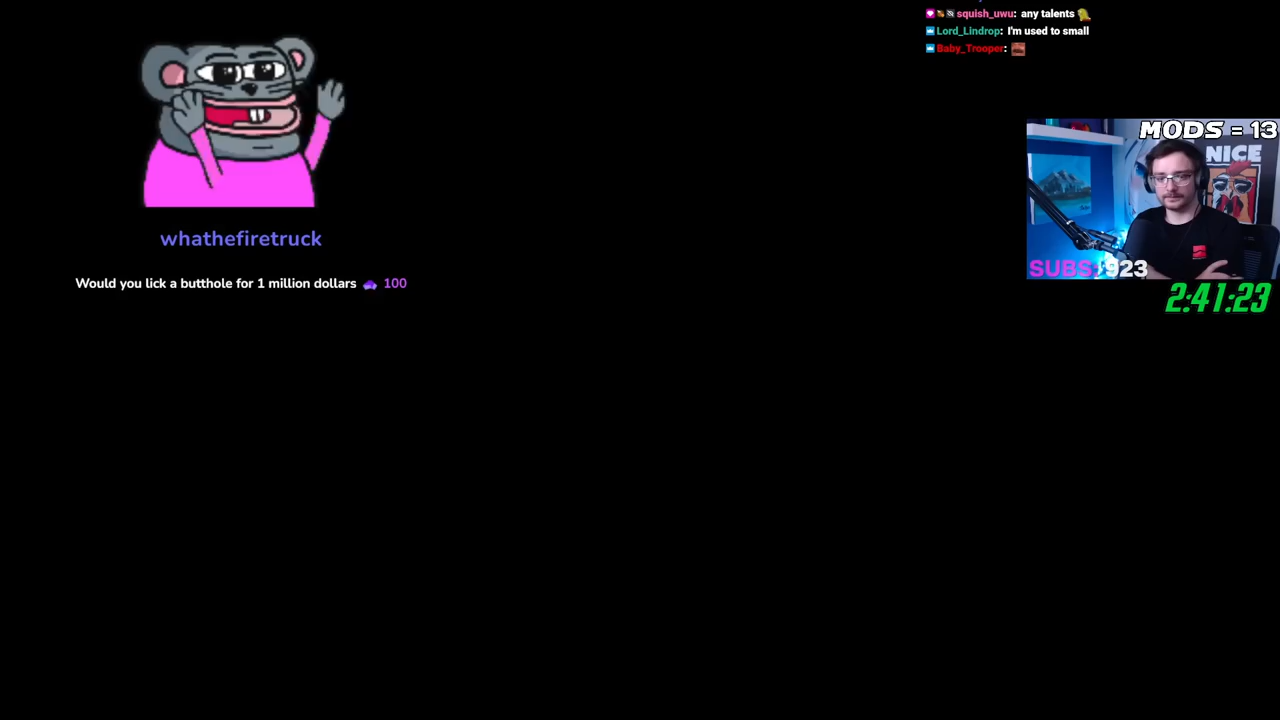 squish_uwu: any talents
Lord_Lindrop: I'm used to small
Baby_Trooper:
MODS = 13
NICE
whathefiretruck
Would you lick a butthole for 1 million dollars 100
SUBS: 923
2:41:23